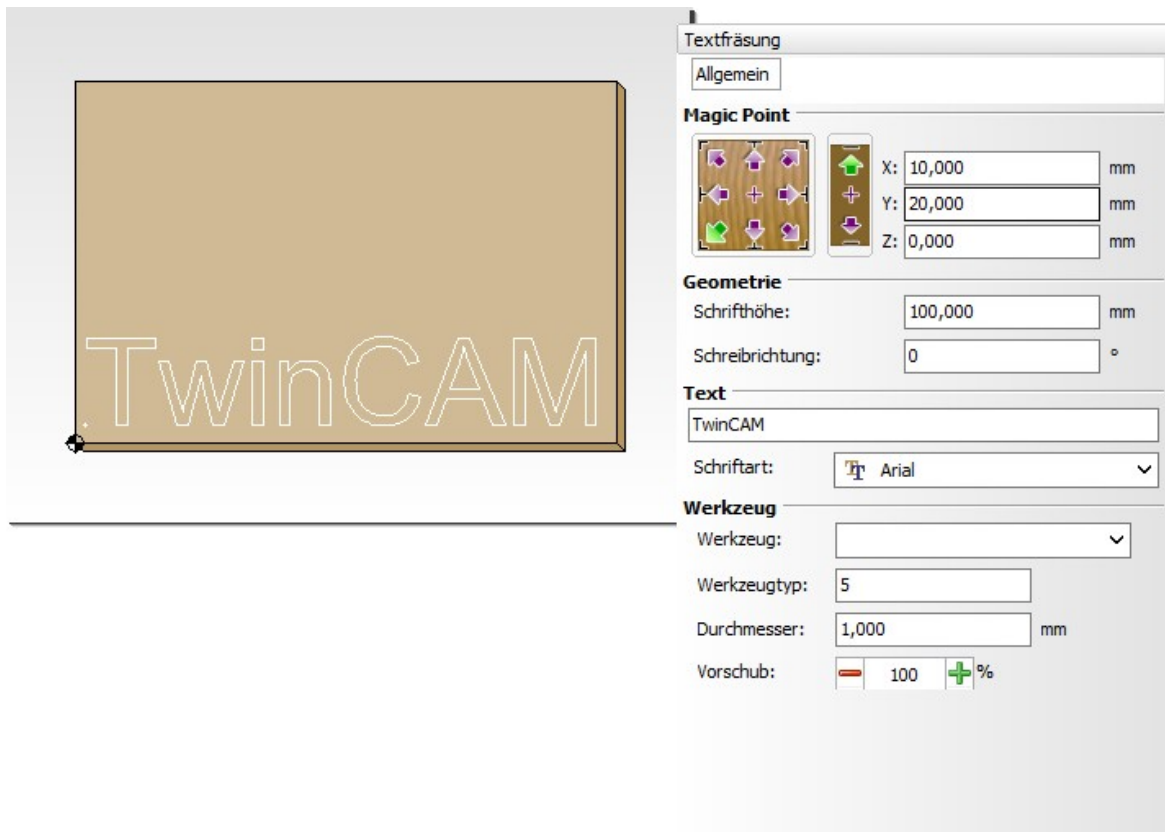 .TwinCAM
Textfräsung
Allgemein
Magic Point
X: 10,000 mm
Y: 20,000 mm
Z: 0,000 mm
Geometrie
Schrifthöhe: 100,000 mm
Schreibrichtung: 0 °
Text
TwinCAM
Schriftart: Arial
Werkzeug
Werkzeug:
Werkzeugtyp: 5
Durchmesser: 1,000 mm
Vorschub: 100 %